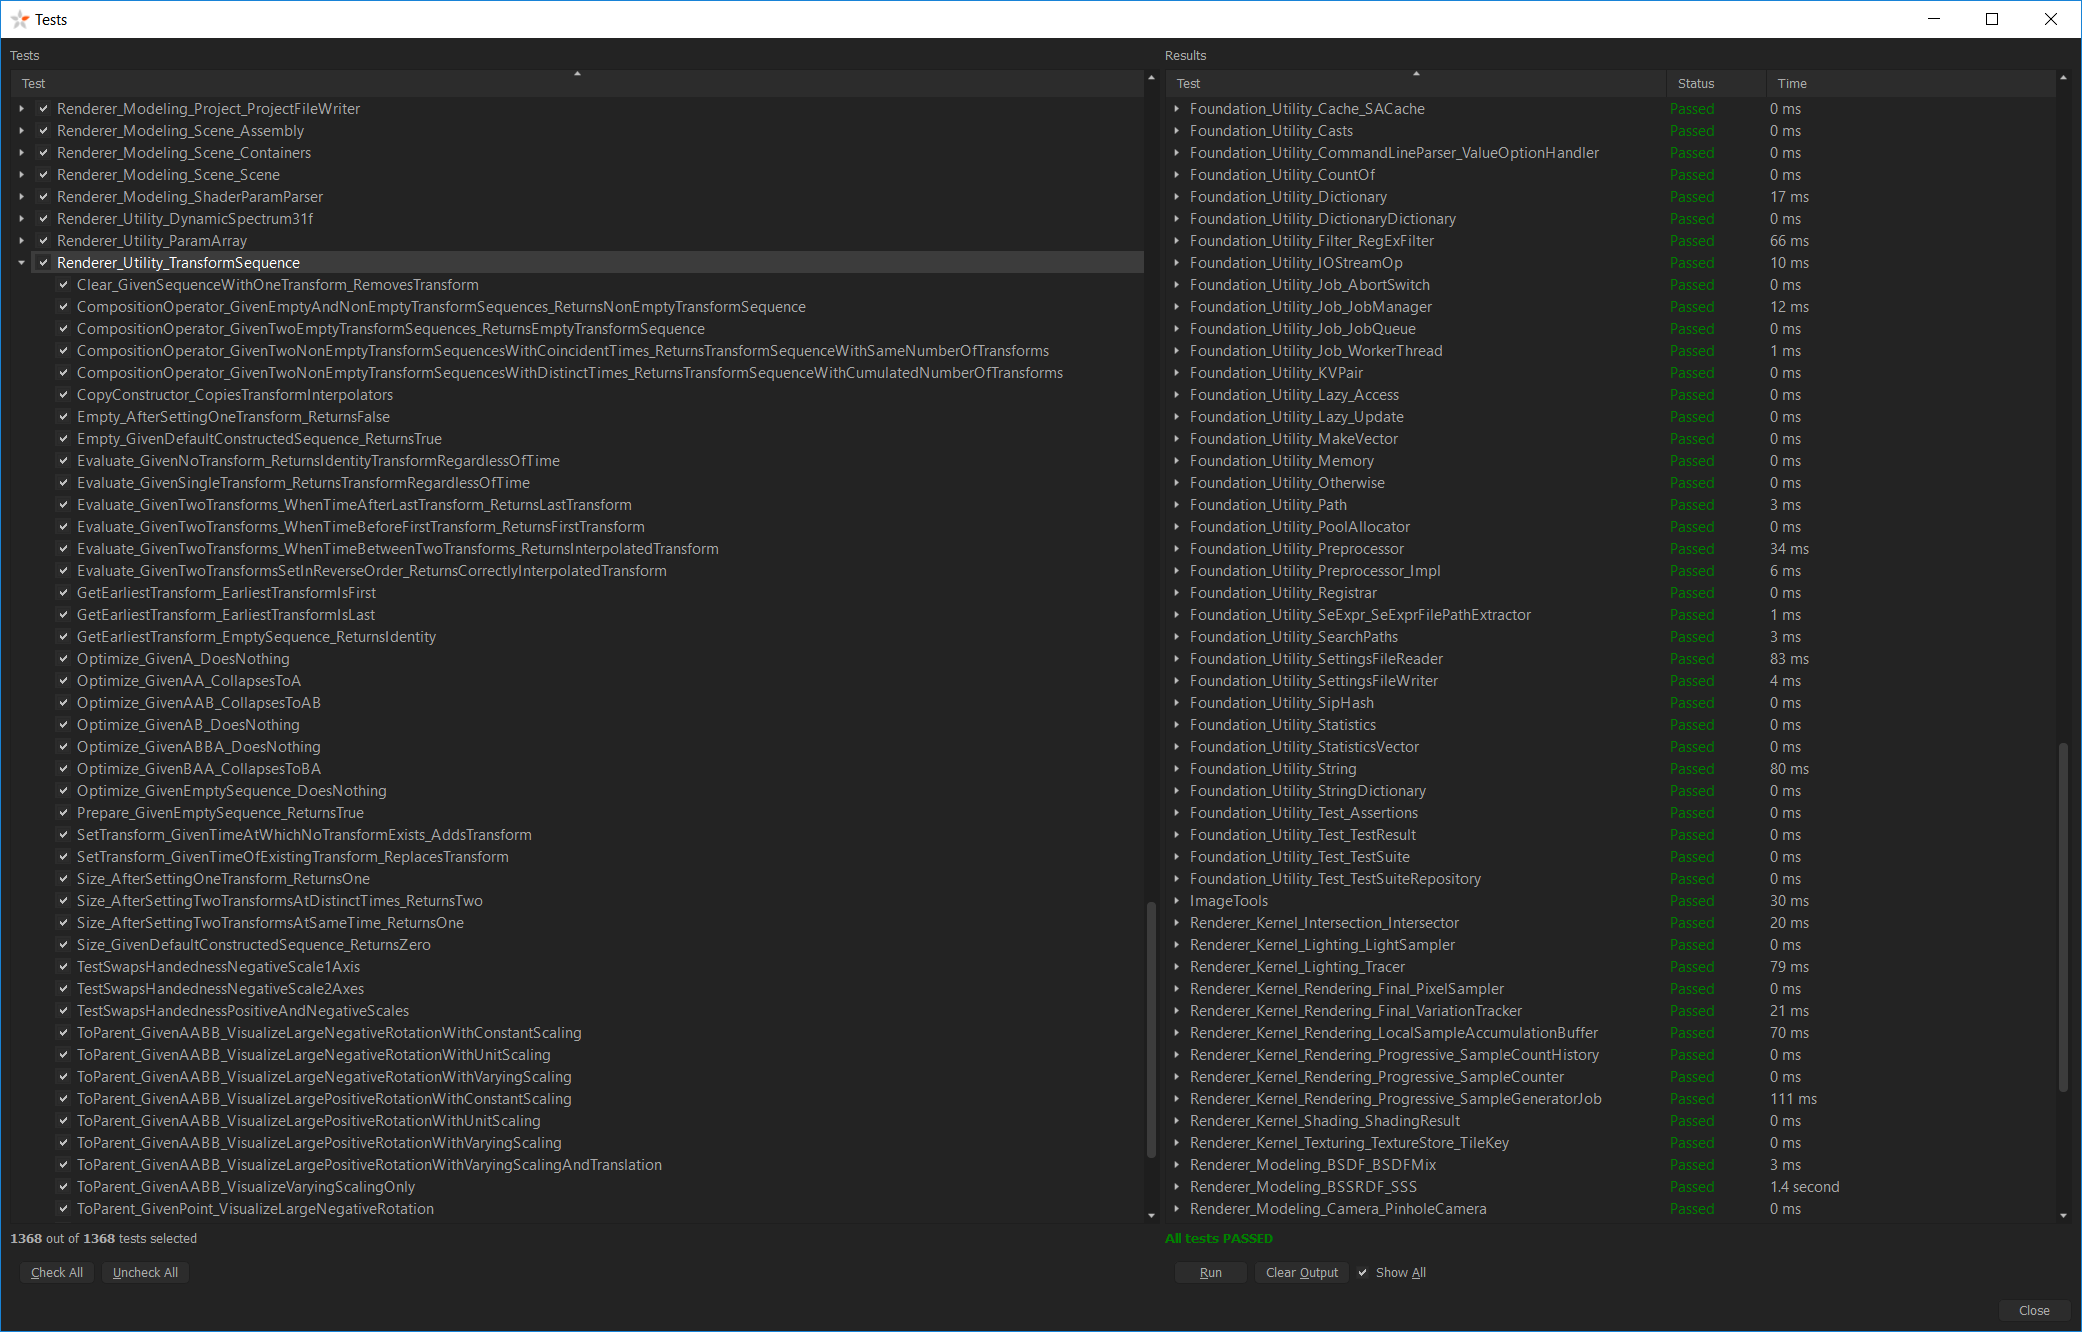 Tests
Tests
Test
Renderer_Modeling_Project_ProjectFileWriter
Renderer_Modeling_Scene_Assembly
Renderer_Modeling_Scene_Containers
Renderer_Modeling_Scene_Scene
Renderer_Modeling_ShaderParamParser
Renderer_Utility_DynamicSpectrum31f
Renderer_Utility_ParamArray
Renderer_Utility_TransformSequence
Clear_GivenSequenceWithOneTransform_RemovesTransform
CompositionOperator_GivenEmptyAndNonEmptyTransformSequences_ReturnsNonEmptyTransformSequence
CompositionOperator_GivenTwoEmptyTransformSequences_ReturnsEmptyTransformSequence
CompositionOperator_GivenTwoNonEmptyTransformSequencesWithCoincidentTimes_ReturnsTransformSequenceWithSameNumberOfTransforms
CompositionOperator_GivenTwoNonEmptyTransformSequencesWithDistinctTimes_ReturnsTransformSequenceWithCumulatedNumberOfTransforms
CopyConstructor_CopiesTransformInterpolators
Empty_AfterSettingOneTransform_ReturnsFalse
Empty_GivenDefaultConstructedSequence_ReturnsTrue
Evaluate_GivenNoTransform_ReturnsIdentityTransformRegardlessOfTime
Evaluate_GivenSingleTransform_ReturnsTransformRegardlessOfTime
Evaluate_GivenTwoTransforms_WhenTimeAfterLastTransform_ReturnsLastTransform
Evaluate_GivenTwoTransforms_WhenTimeBeforeFirstTransform_ReturnsFirstTransform
Evaluate_GivenTwoTransforms_WhenTimeBetweenTwoTransforms_ReturnsInterpolatedTransform
Evaluate_GivenTwoTransformsSetInReverseOrder_ReturnsCorrectlyInterpolatedTransform
GetEarliestTransform_EarliestTransformIsFirst
GetEarliestTransform_EarliestTransformIsLast
GetEarliestTransform_EmptySequence_ReturnsIdentity
Optimize_GivenA_DoesNothing
Optimize_GivenAA_CollapsesToA
Optimize_GivenAAB_CollapsesToAB
Optimize_GivenAB_DoesNothing
Optimize_GivenABBA_DoesNothing
Optimize_GivenBAA_CollapsesToBA
Optimize_GivenEmptySequence_DoesNothing
Prepare_GivenEmptySequence_ReturnsTrue
SetTransform_GivenTimeAtWhichNoTransformExists_AddsTransform
SetTransform_GivenTimeOfExistingTransform_ReplacesTransform
Size_AfterSettingOneTransform_ReturnsOne
Size_AfterSettingTwoTransformsAtDistinctTimes_ReturnsTwo
Size_AfterSettingTwoTransformsAtSameTime_ReturnsOne
Size_GivenDefaultConstructedSequence_ReturnsZero
TestSwapsHandednessNegativeScale1Axis
TestSwapsHandednessNegativeScale2Axes
TestSwapsHandednessPositiveAndNegativeScales
ToParent_GivenAABB_VisualizeLargeNegativeRotationWithConstantScaling
ToParent_GivenAABB_VisualizeLargeNegativeRotationWithUnitScaling
ToParent_GivenAABB_VisualizeLargeNegativeRotationWithVaryingScaling
ToParent_GivenAABB_VisualizeLargePositiveRotationWithConstantScaling
ToParent_GivenAABB_VisualizeLargePositiveRotationWithUnitScaling
ToParent_GivenAABB_VisualizeLargePositiveRotationWithVaryingScaling
ToParent_GivenAABB_VisualizeLargePositiveRotationWithVaryingScalingAndTranslation
ToParent_GivenAABB_VisualizeVaryingScalingOnly
ToParent_GivenPoint_VisualizeLargeNegativeRotation
1368 out of 1368 tests selected
Check All Uncheck All
Results
Test Status Time
Foundation_Utility_Cache_SACache Passed 0 ms
Foundation_Utility_Casts Passed 0 ms
Foundation_Utility_CommandLineParser_ValueOptionHandler Passed 0 ms
Foundation_Utility_CountOf Passed 0 ms
Foundation_Utility_Dictionary Passed 17 ms
Foundation_Utility_DictionaryDictionary Passed 0 ms
Foundation_Utility_Filter_RegExFilter Passed 66 ms
Foundation_Utility_IOStreamOp Passed 10 ms
Foundation_Utility_Job_AbortSwitch Passed 0 ms
Foundation_Utility_Job_JobManager Passed 12 ms
Foundation_Utility_Job_JobQueue Passed 0 ms
Foundation_Utility_Job_WorkerThread Passed 1 ms
Foundation_Utility_KVPair Passed 0 ms
Foundation_Utility_Lazy_Access Passed 0 ms
Foundation_Utility_Lazy_Update Passed 0 ms
Foundation_Utility_MakeVector Passed 0 ms
Foundation_Utility_Memory Passed 0 ms
Foundation_Utility_Otherwise Passed 0 ms
Foundation_Utility_Path Passed 3 ms
Foundation_Utility_PoolAllocator Passed 0 ms
Foundation_Utility_Preprocessor Passed 34 ms
Foundation_Utility_Preprocessor_Impl Passed 6 ms
Foundation_Utility_Registrar Passed 0 ms
Foundation_Utility_SeExpr_SeExprFilePathExtractor Passed 1 ms
Foundation_Utility_SearchPaths Passed 3 ms
Foundation_Utility_SettingsFileReader Passed 83 ms
Foundation_Utility_SettingsFileWriter Passed 4 ms
Foundation_Utility_SipHash Passed 0 ms
Foundation_Utility_Statistics Passed 0 ms
Foundation_Utility_StatisticsVector Passed 0 ms
Foundation_Utility_String Passed 80 ms
Foundation_Utility_StringDictionary Passed 0 ms
Foundation_Utility_Test_Assertions Passed 0 ms
Foundation_Utility_Test_TestResult Passed 0 ms
Foundation_Utility_Test_TestSuite Passed 0 ms
Foundation_Utility_Test_TestSuiteRepository Passed 0 ms
ImageTools Passed 30 ms
Renderer_Kernel_Intersection_Intersector Passed 20 ms
Renderer_Kernel_Lighting_LightSampler Passed 0 ms
Renderer_Kernel_Lighting_Tracer Passed 79 ms
Renderer_Kernel_Rendering_Final_PixelSampler Passed 0 ms
Renderer_Kernel_Rendering_Final_VariationTracker Passed 21 ms
Renderer_Kernel_Rendering_LocalSampleAccumulationBuffer Passed 70 ms
Renderer_Kernel_Rendering_Progressive_SampleCountHistory Passed 0 ms
Renderer_Kernel_Rendering_Progressive_SampleCounter Passed 0 ms
Renderer_Kernel_Rendering_Progressive_SampleGeneratorJob Passed 111 ms
Renderer_Kernel_Shading_ShadingResult Passed 0 ms
Renderer_Kernel_Texturing_TextureStore_TileKey Passed 0 ms
Renderer_Modeling_BSDF_BSDFMix Passed 3 ms
Renderer_Modeling_BSSRDF_SSS Passed 1.4 second
Renderer_Modeling_Camera_PinholeCamera Passed 0 ms
All tests PASSED
Run Clear Output Show All
Close